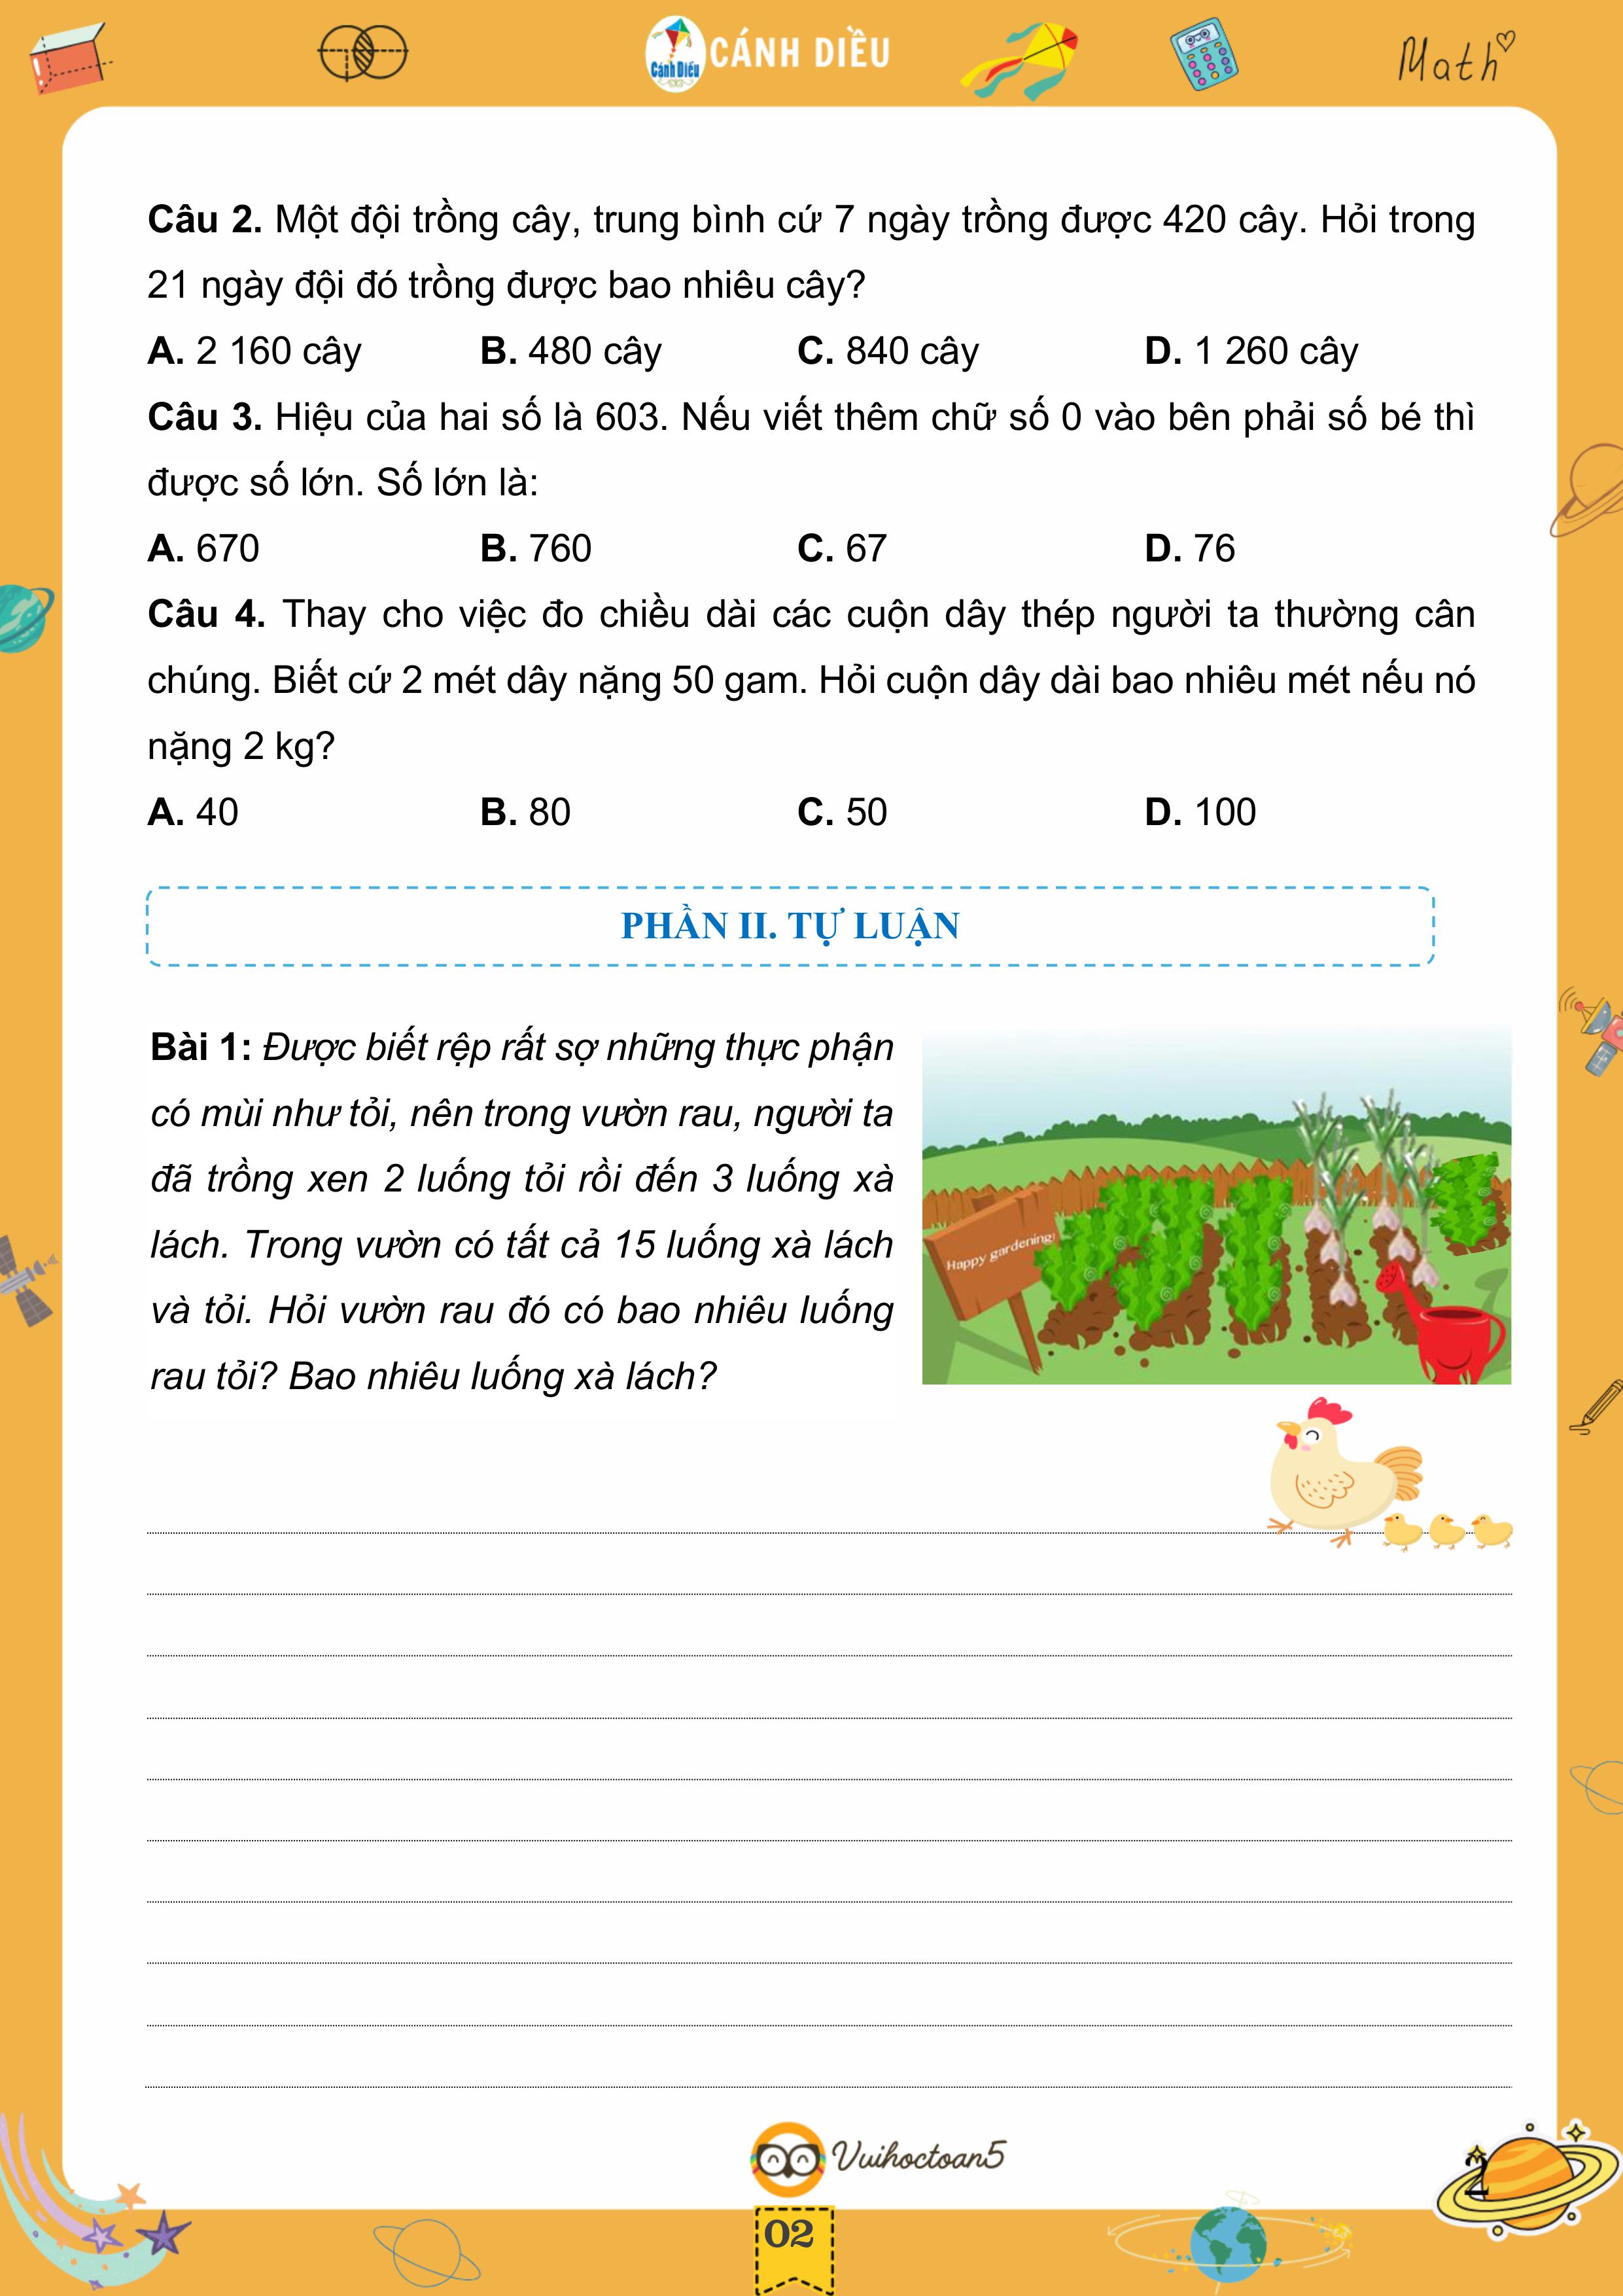 Cánh Diều
CÁNH DIỀU
Math
Câu 2. Một đội trồng cây, trung bình cứ 7 ngày trồng được 420 cây. Hỏi trong
21 ngày đội đó trồng được bao nhiêu cây?
A. 2 160 cây B. 480 cây C. 840 cây D. 1 260 cây
Câu 3. Hiệu của hai số là 603. Nếu viết thêm chữ số 0 vào bên phải số bé thì
được số lớn. Số lớn là:
A. 670 B. 760 C. 67 D. 76
Câu 4. Thay cho việc đo chiều dài các cuộn dây thép người ta thường cân
chúng. Biết cứ 2 mét dây nặng 50 gam. Hỏi cuộn dây dài bao nhiêu mét nếu nó
nặng 2 kg?
A. 40 B. 80 C. 50 D. 100
PHẦN II. TỰ LUẬN
Bài 1: Được biết rệp rất sợ những thực phận
có mùi như tỏi, nên trong vườn rau, người ta
đã trồng xen 2 luống tỏi rồi đến 3 luống xà
lách. Trong vườn có tất cả 15 luống xà lách
và tỏi. Hỏi vườn rau đó có bao nhiêu luống
rau tỏi? Bao nhiêu luống xà lách?
Happy gardening!
Vuihoctoan5
2
02